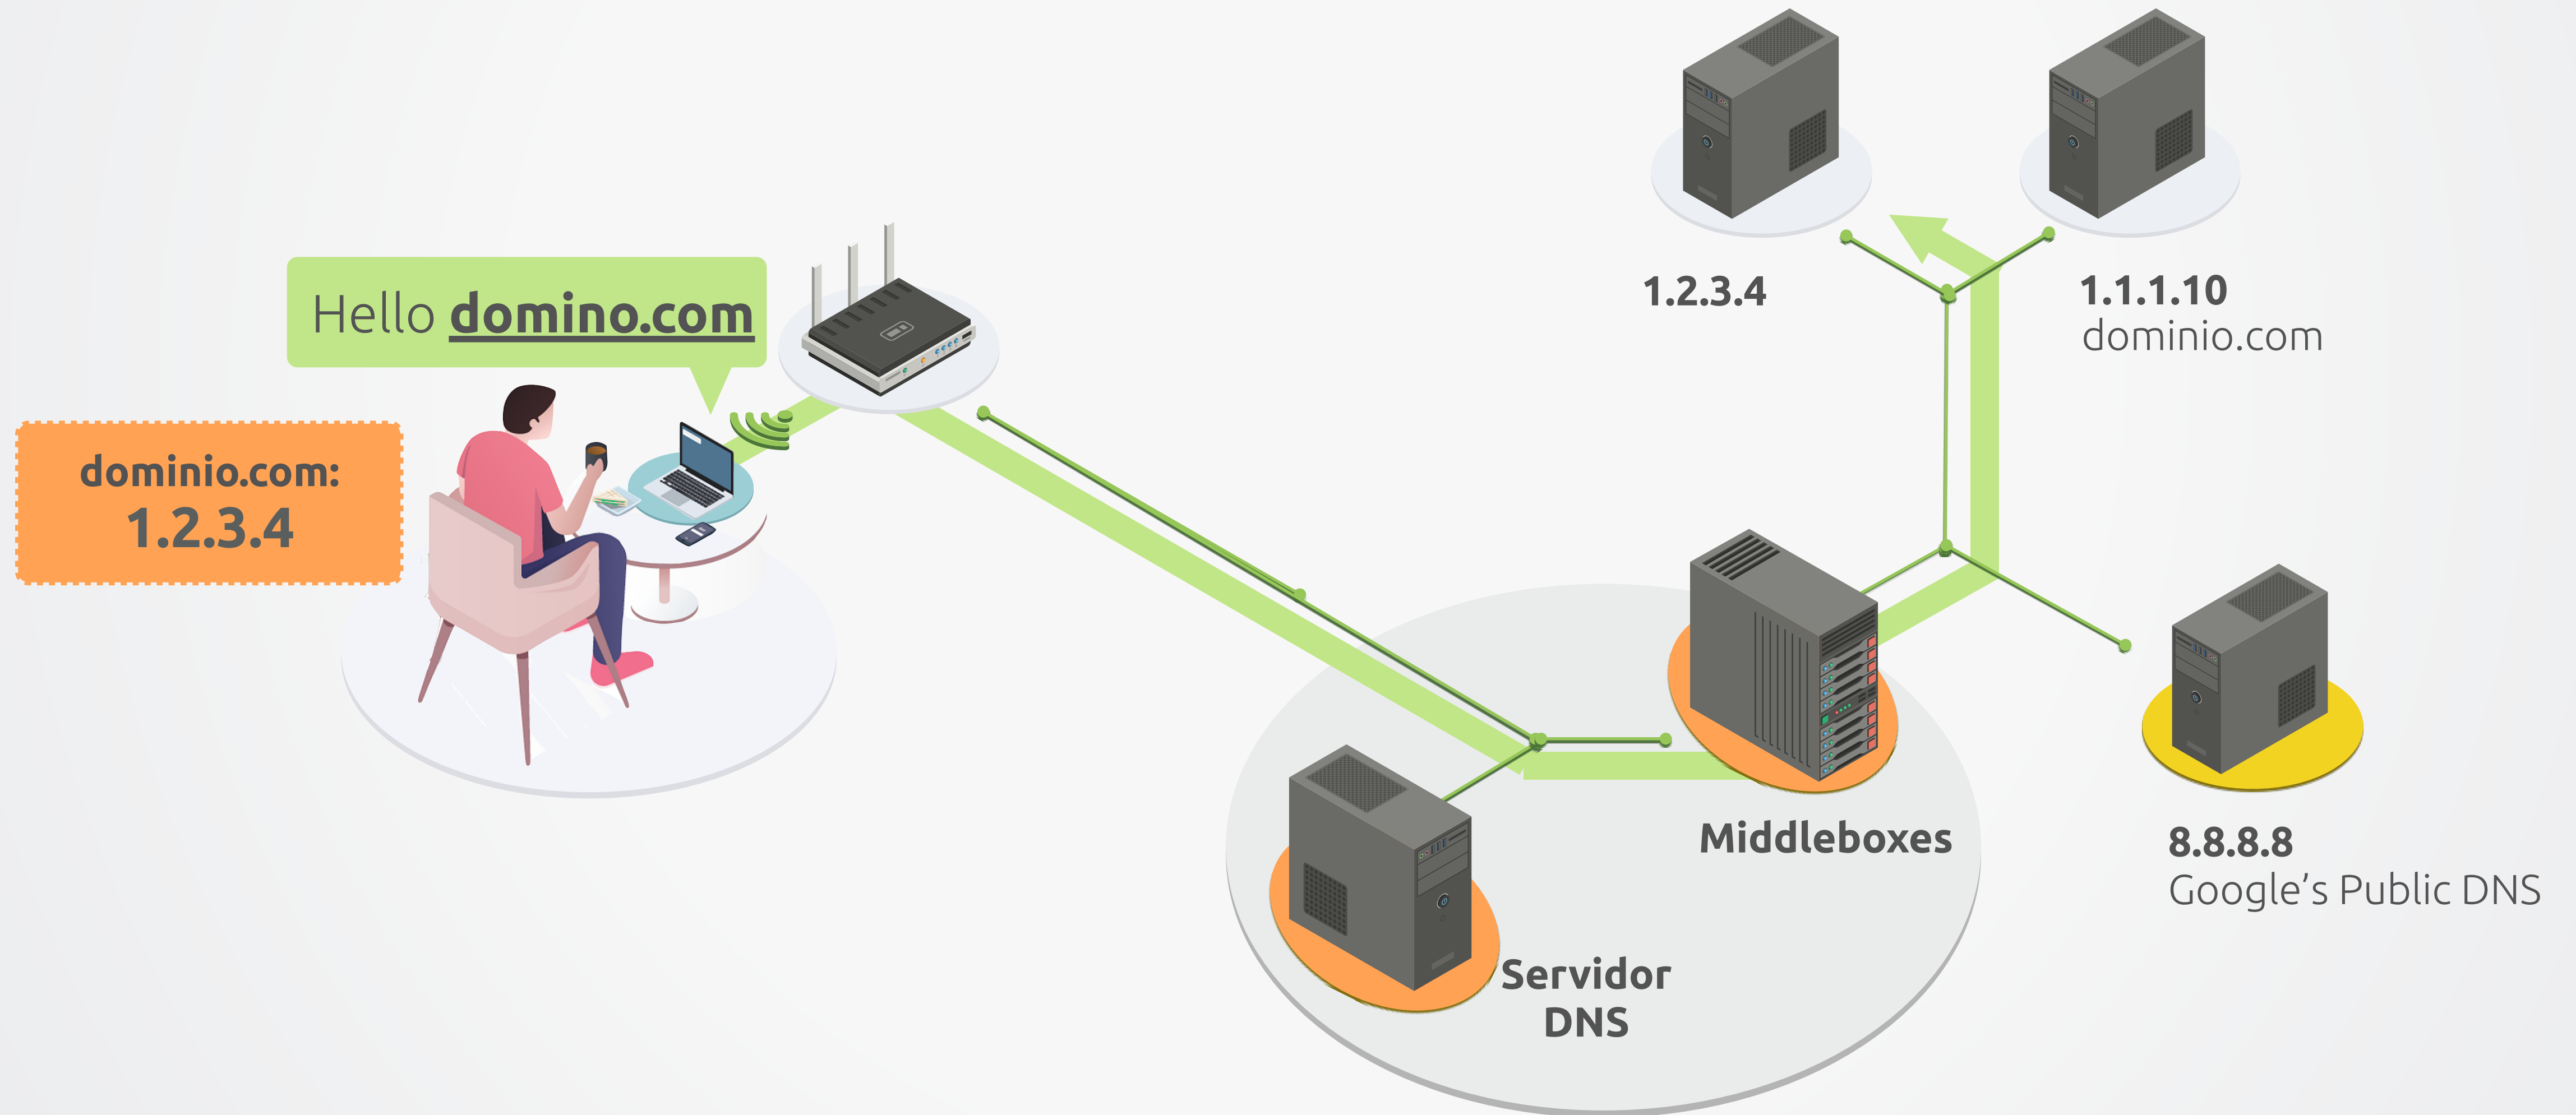 1.2.3.4
1.1.1.10
dominio.com
Hello domino.com
dominio.com:
1.2.3.4
Middleboxes
8.8.8.8
Google’s Public DNS
Servidor
DNS